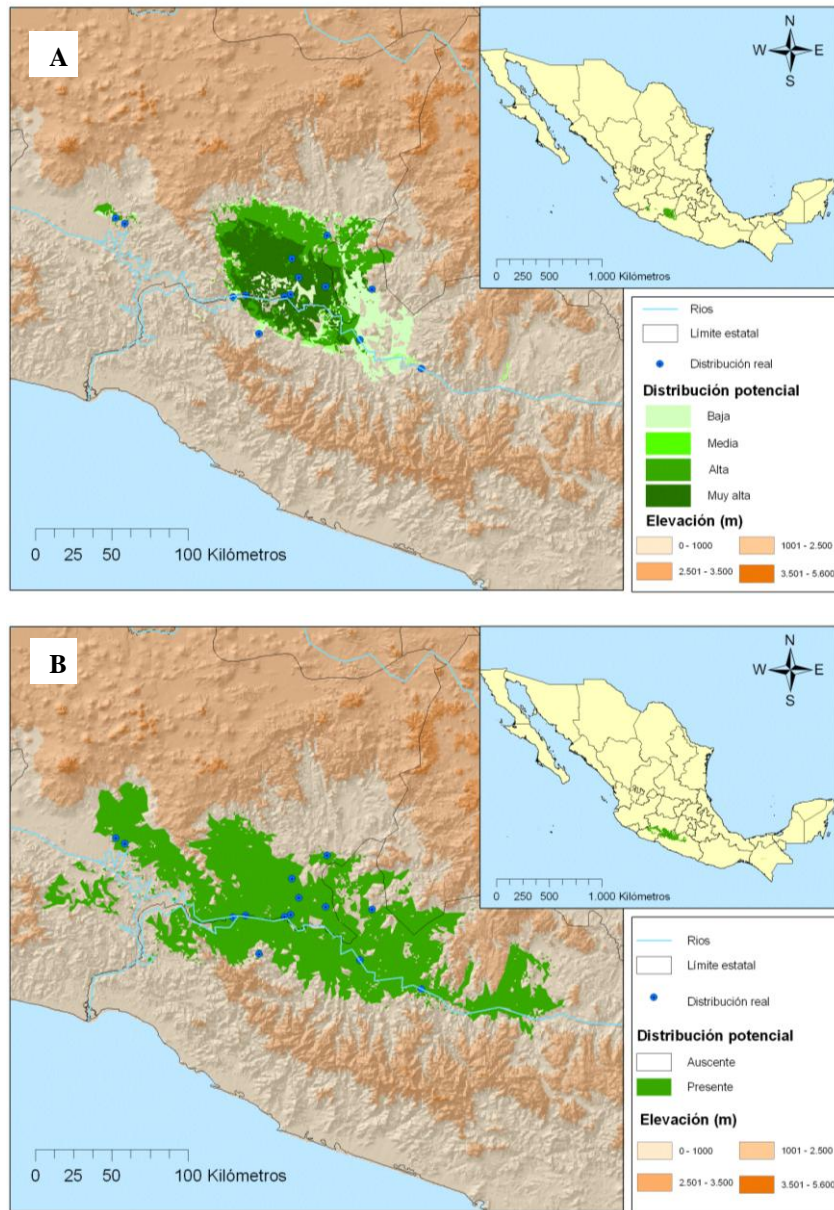 A
N
W E
S
0 250 500 1.000 Kilómetros
Rios
Límite estatal
Distribución real
Distribución potencial
Baja
Media
Alta
Muy alta
Elevación (m)
0 - 1000 1001 - 2.500
2.501 - 3.500 3.501 - 5.600
0 25 50 100 Kilómetros
B
N
W E
S
0 250 500 1.000 Kilómetros
Rios
Límite estatal
Distribución real
Distribución potencial
Auscente
Presente
Elevación (m)
0 - 1000 1001 - 2.500
2.501 - 3.500 3.501 - 5.600
0 25 50 100 Kilómetros